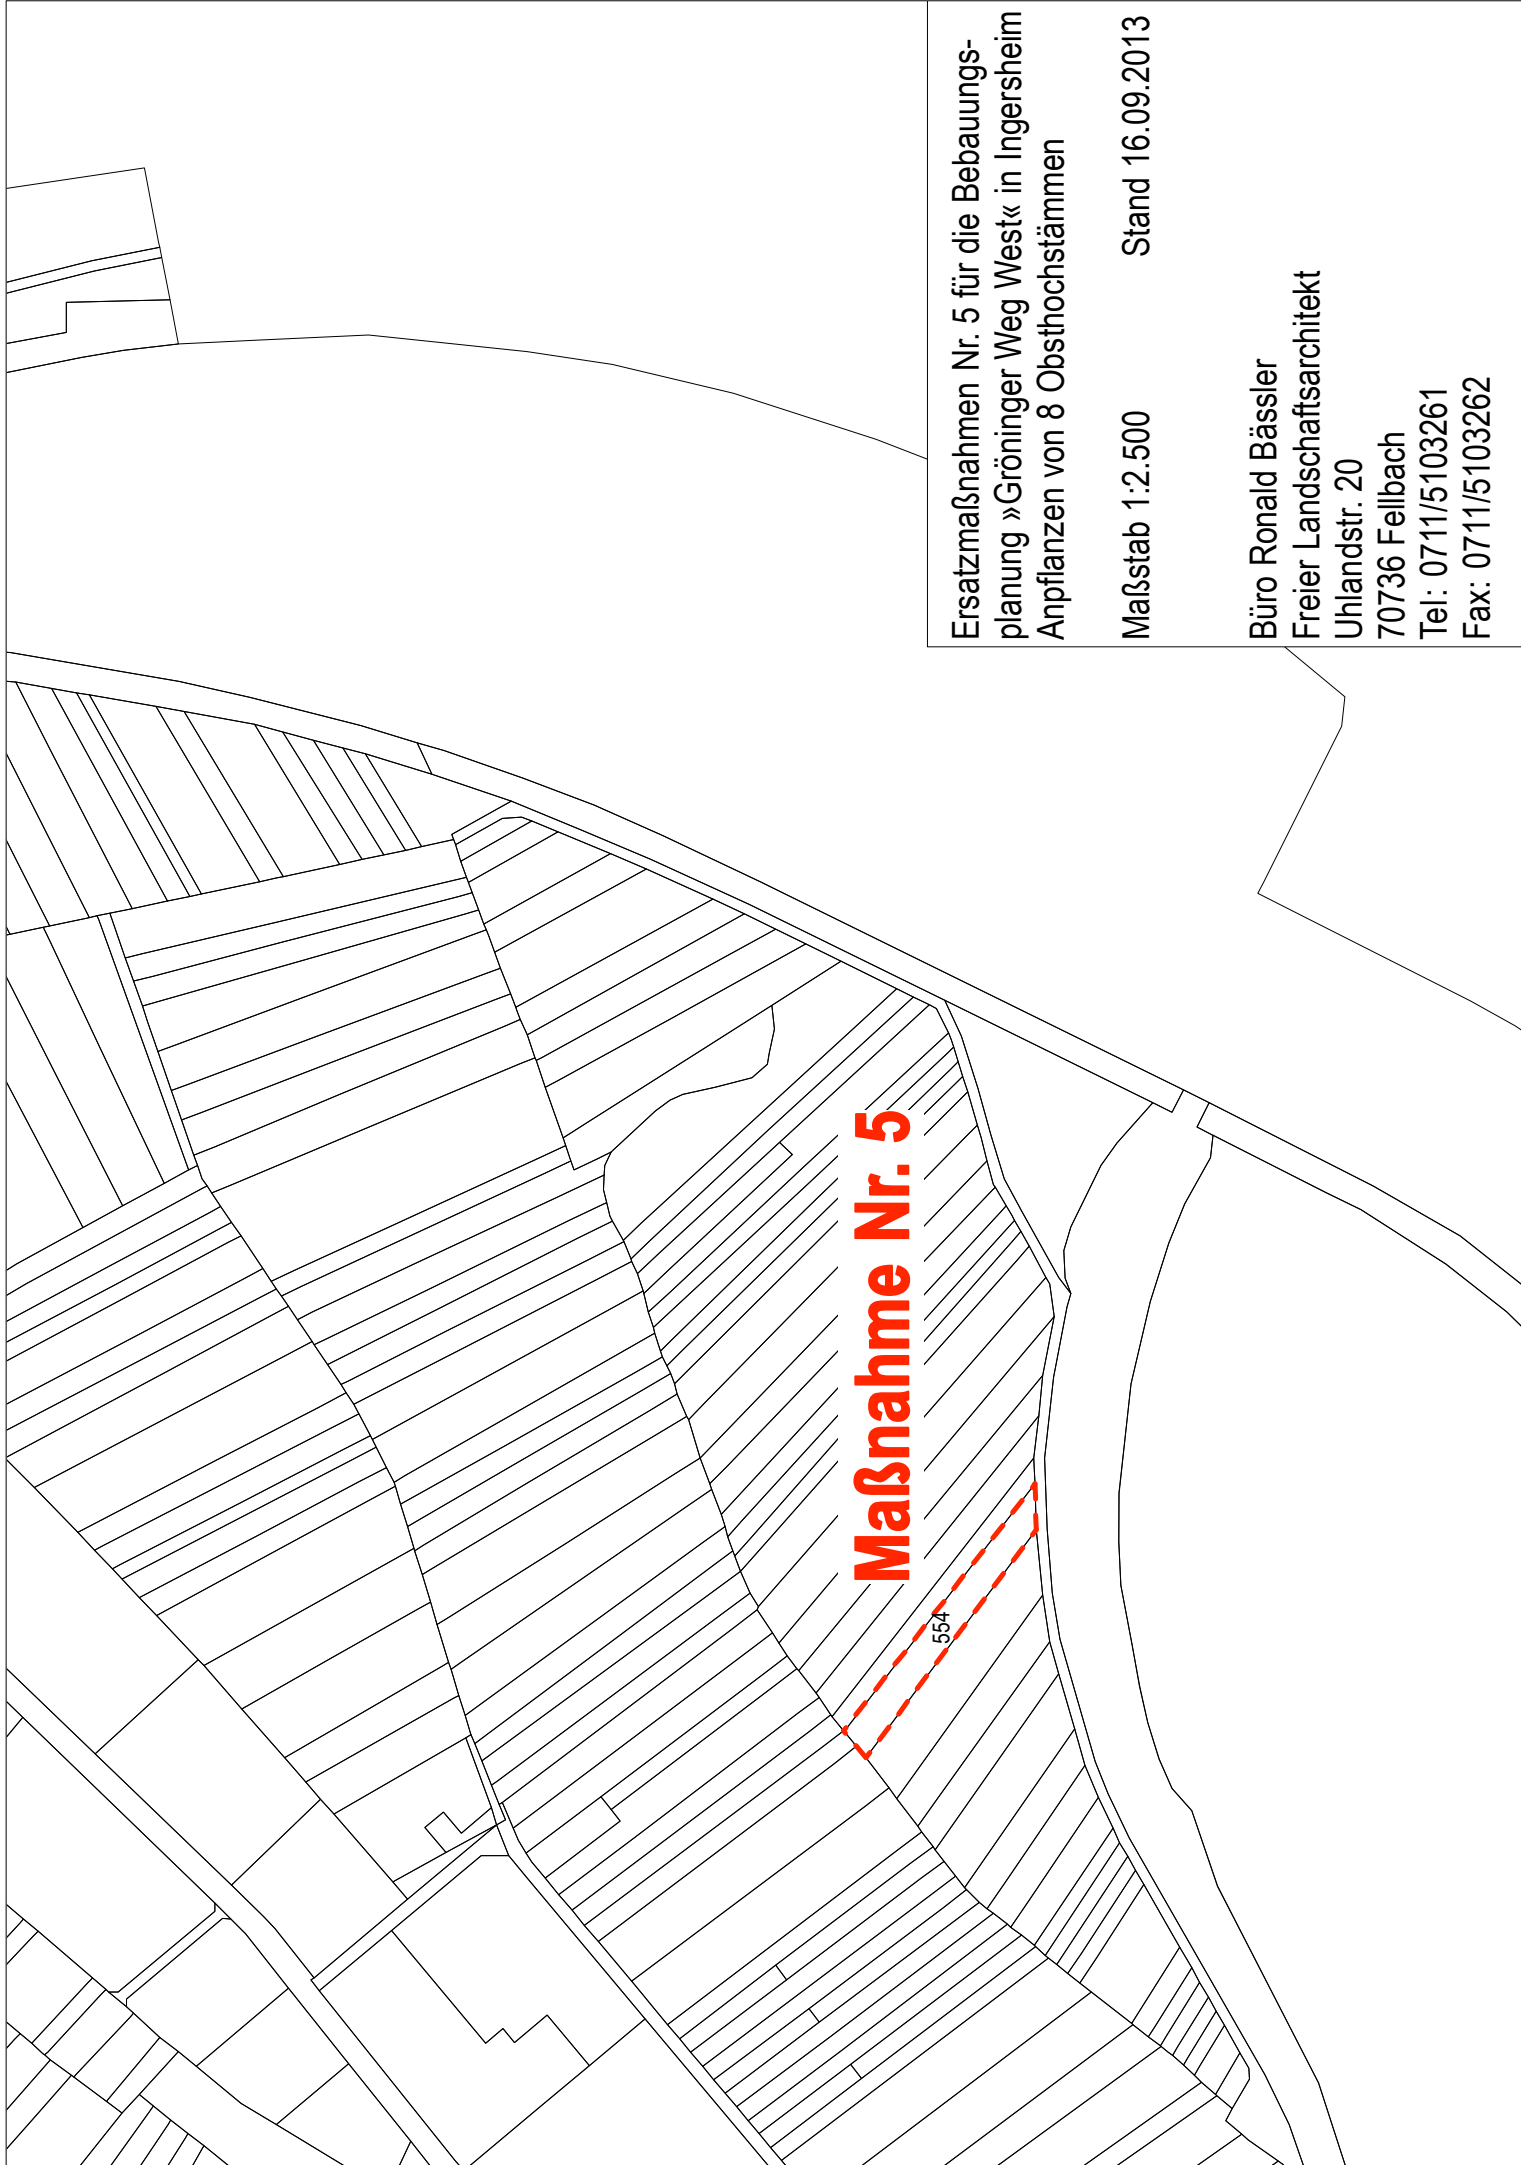 Ersatzmaßnahmen Nr. 5 für die Bebauungs-
planung »Gröninger Weg West« in Ingersheim
Anpflanzen von 8 Obsthochstämmen
Maßstab 1:2.500 Stand 16.09.2013
Büro Ronald Bässler
Freier Landschaftsarchitekt
Uhlandstr. 20
70736 Fellbach
Tel: 0711/5103261
Fax: 0711/5103262
Maßnahme Nr. 5
554